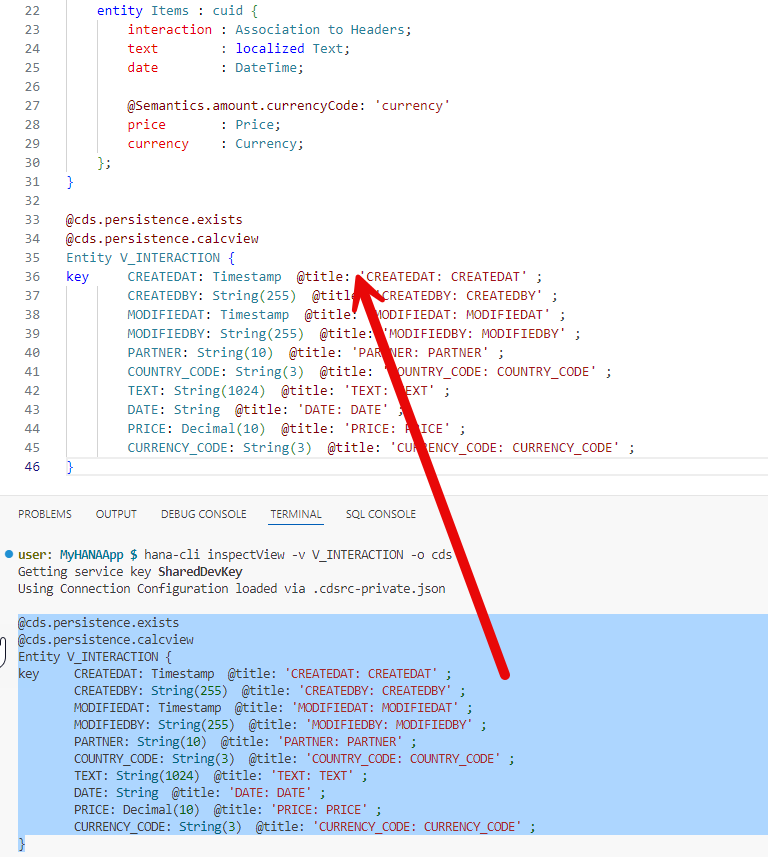 22 entity Items : cuid {
23 interaction : Association to Headers;
24 text : localized Text;
25 date : DateTime;
26
27 @Semantics.amount.currencyCode: 'currency'
28 price : Price;
29 currency : Currency;
30 };
31 }
32
33 @cds.persistence.exists
34 @cds.persistence.calcview
35 Entity V_INTERACTION {
36 key CREATEDAT: Timestamp @title: 'CREATEDAT: CREATEDAT' ;
37 CREATEDBY: String(255) @title: 'CREATEDBY: CREATEDBY' ;
38 MODIFIEDAT: Timestamp @title: 'MODIFIEDAT: MODIFIEDAT' ;
39 MODIFIEDBY: String(255) @title: 'MODIFIEDBY: MODIFIEDBY' ;
40 PARTNER: String(10) @title: 'PARTNER: PARTNER' ;
41 COUNTRY_CODE: String(3) @title: 'COUNTRY_CODE: COUNTRY_CODE' ;
42 TEXT: String(1024) @title: 'TEXT: TEXT' ;
43 DATE: String @title: 'DATE: DATE' ;
44 PRICE: Decimal(10) @title: 'PRICE: PRICE' ;
45 CURRENCY_CODE: String(3) @title: 'CURRENCY_CODE: CURRENCY_CODE' ;
46 }
PROBLEMS OUTPUT DEBUG CONSOLE TERMINAL SQL CONSOLE
user: MyHANAApp $ hana-cli inspectView -v V_INTERACTION -o cds
Getting service key SharedDevKey
Using Connection Configuration loaded via .cdsrc-private.json
@cds.persistence.exists
@cds.persistence.calcview
Entity V_INTERACTION {
key CREATEDAT: Timestamp @title: 'CREATEDAT: CREATEDAT' ;
CREATEDBY: String(255) @title: 'CREATEDBY: CREATEDBY' ;
MODIFIEDAT: Timestamp @title: 'MODIFIEDAT: MODIFIEDAT' ;
MODIFIEDBY: String(255) @title: 'MODIFIEDBY: MODIFIEDBY' ;
PARTNER: String(10) @title: 'PARTNER: PARTNER' ;
COUNTRY_CODE: String(3) @title: 'COUNTRY_CODE: COUNTRY_CODE' ;
TEXT: String(1024) @title: 'TEXT: TEXT' ;
DATE: String @title: 'DATE: DATE' ;
PRICE: Decimal(10) @title: 'PRICE: PRICE' ;
CURRENCY_CODE: String(3) @title: 'CURRENCY_CODE: CURRENCY_CODE' ;
}